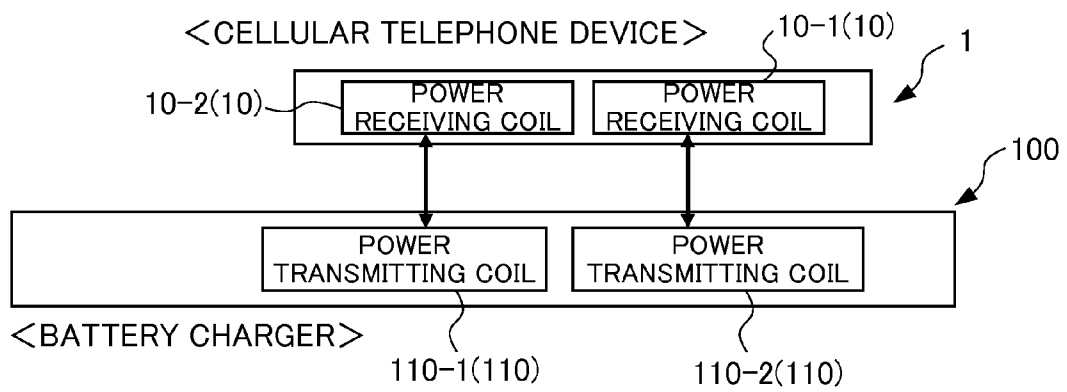 <CELLULAR TELEPHONE DEVICE>
10-1(10)
1
10-2(10)
POWER
RECEIVING COIL
POWER
RECEIVING COIL
100
POWER
TRANSMITTING COIL
POWER
TRANSMITTING COIL
<BATTERY CHARGER>
110-1(110)
110-2(110)